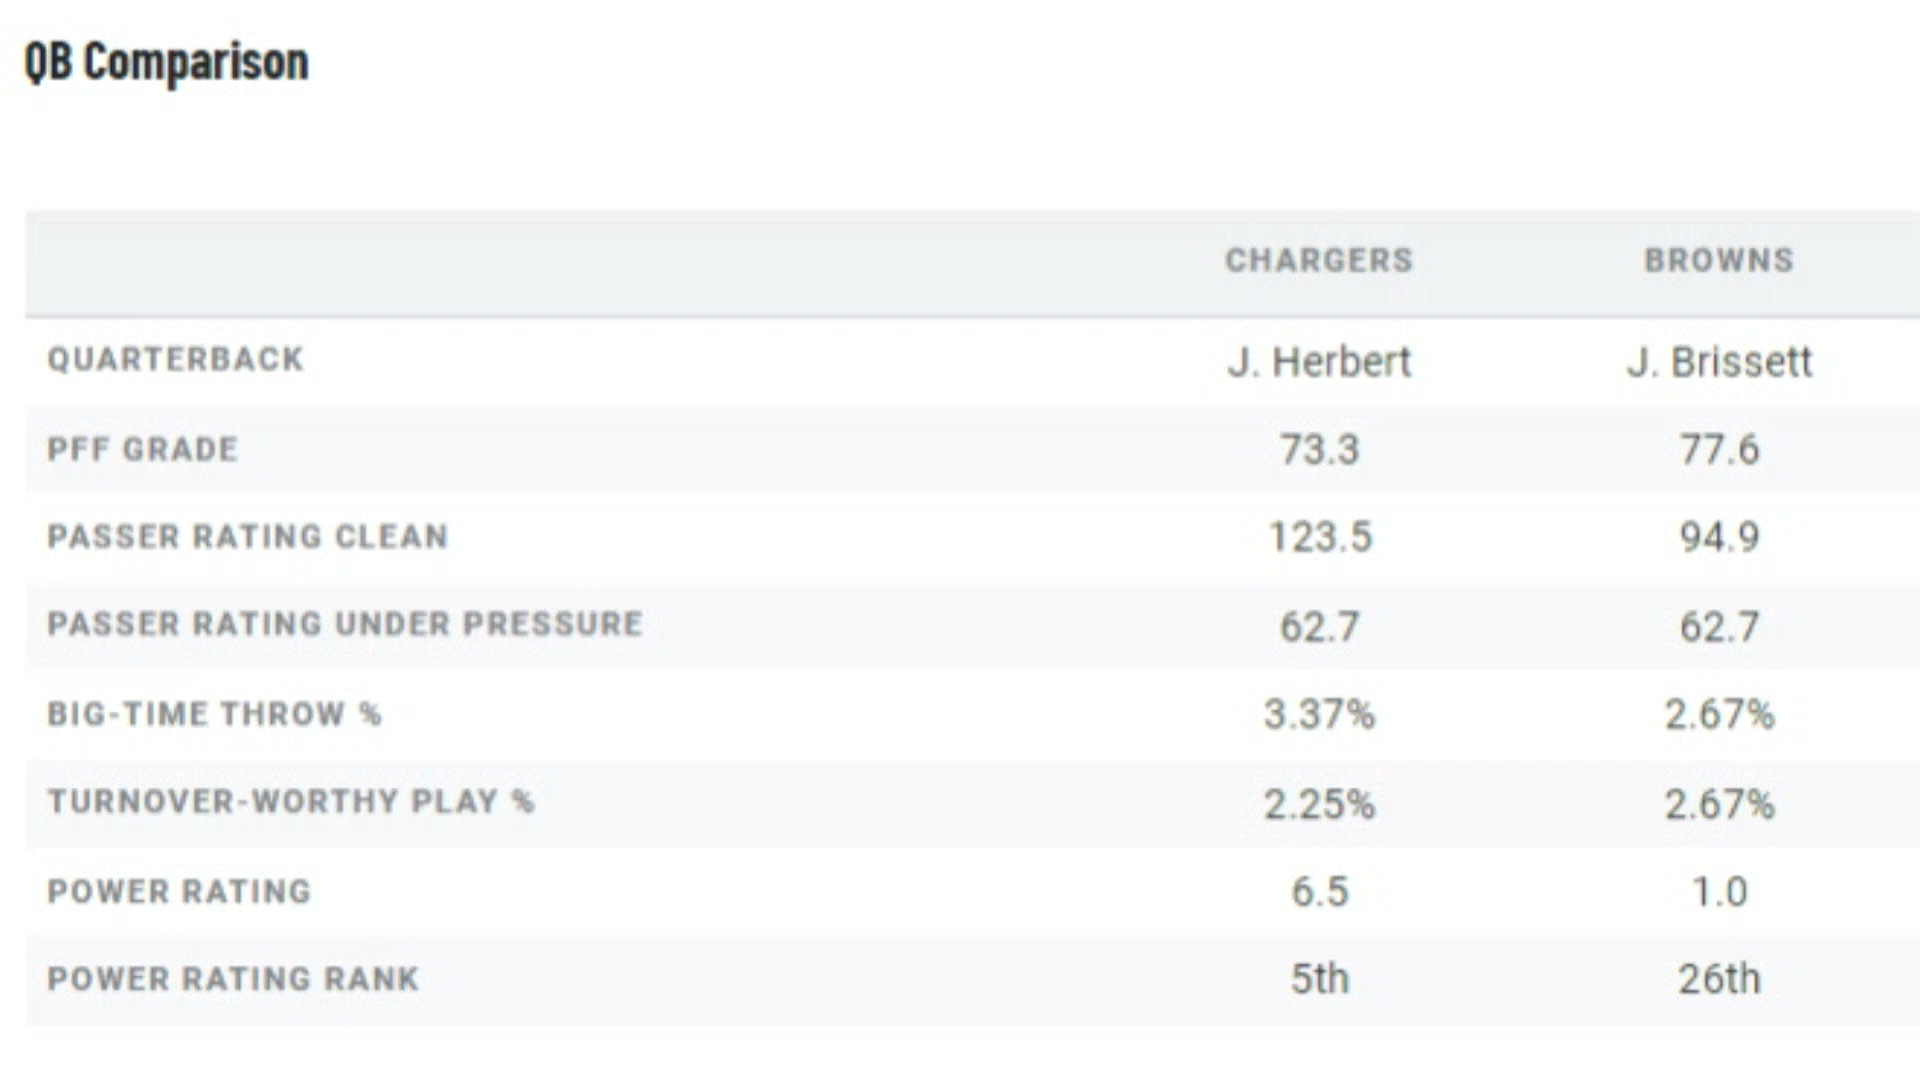 QB Comparison
CHARGERS BROWNS
QUARTERBACK J. Herbert J. Brissett
PFF GRADE 73.3 77.6
PASSER RATING CLEAN 123.5 94.9
PASSER RATING UNDER PRESSURE 62.7 62.7
BIG-TIME THROW % 3.37% 2.67%
TURNOVER-WORTHY PLAY % 2.25% 2.67%
POWER RATING 6.5 1.0
POWER RATING RANK 5th 26th